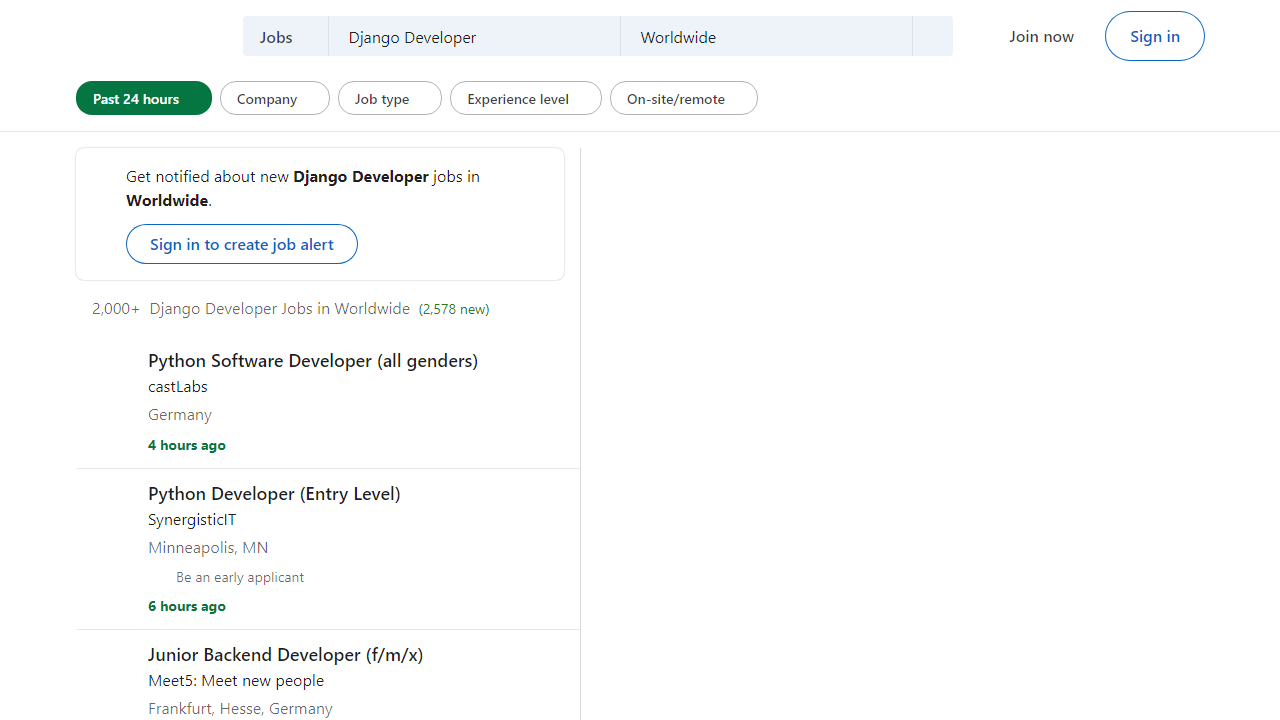 Jobs Django Developer Worldwide Join now Sign in
Past 24 hours Company Job type Experience level On-site/remote
Get notified about new Django Developer jobs in
Worldwide.
Sign in to create job alert
2,000+ Django Developer Jobs in Worldwide (2,578 new)
Python Software Developer (all genders)
castLabs
Germany
4 hours ago
Python Developer (Entry Level)
SynergisticIT
Minneapolis, MN
Be an early applicant
6 hours ago
Junior Backend Developer (f/m/x)
Meet5: Meet new people
Frankfurt, Hesse, Germany